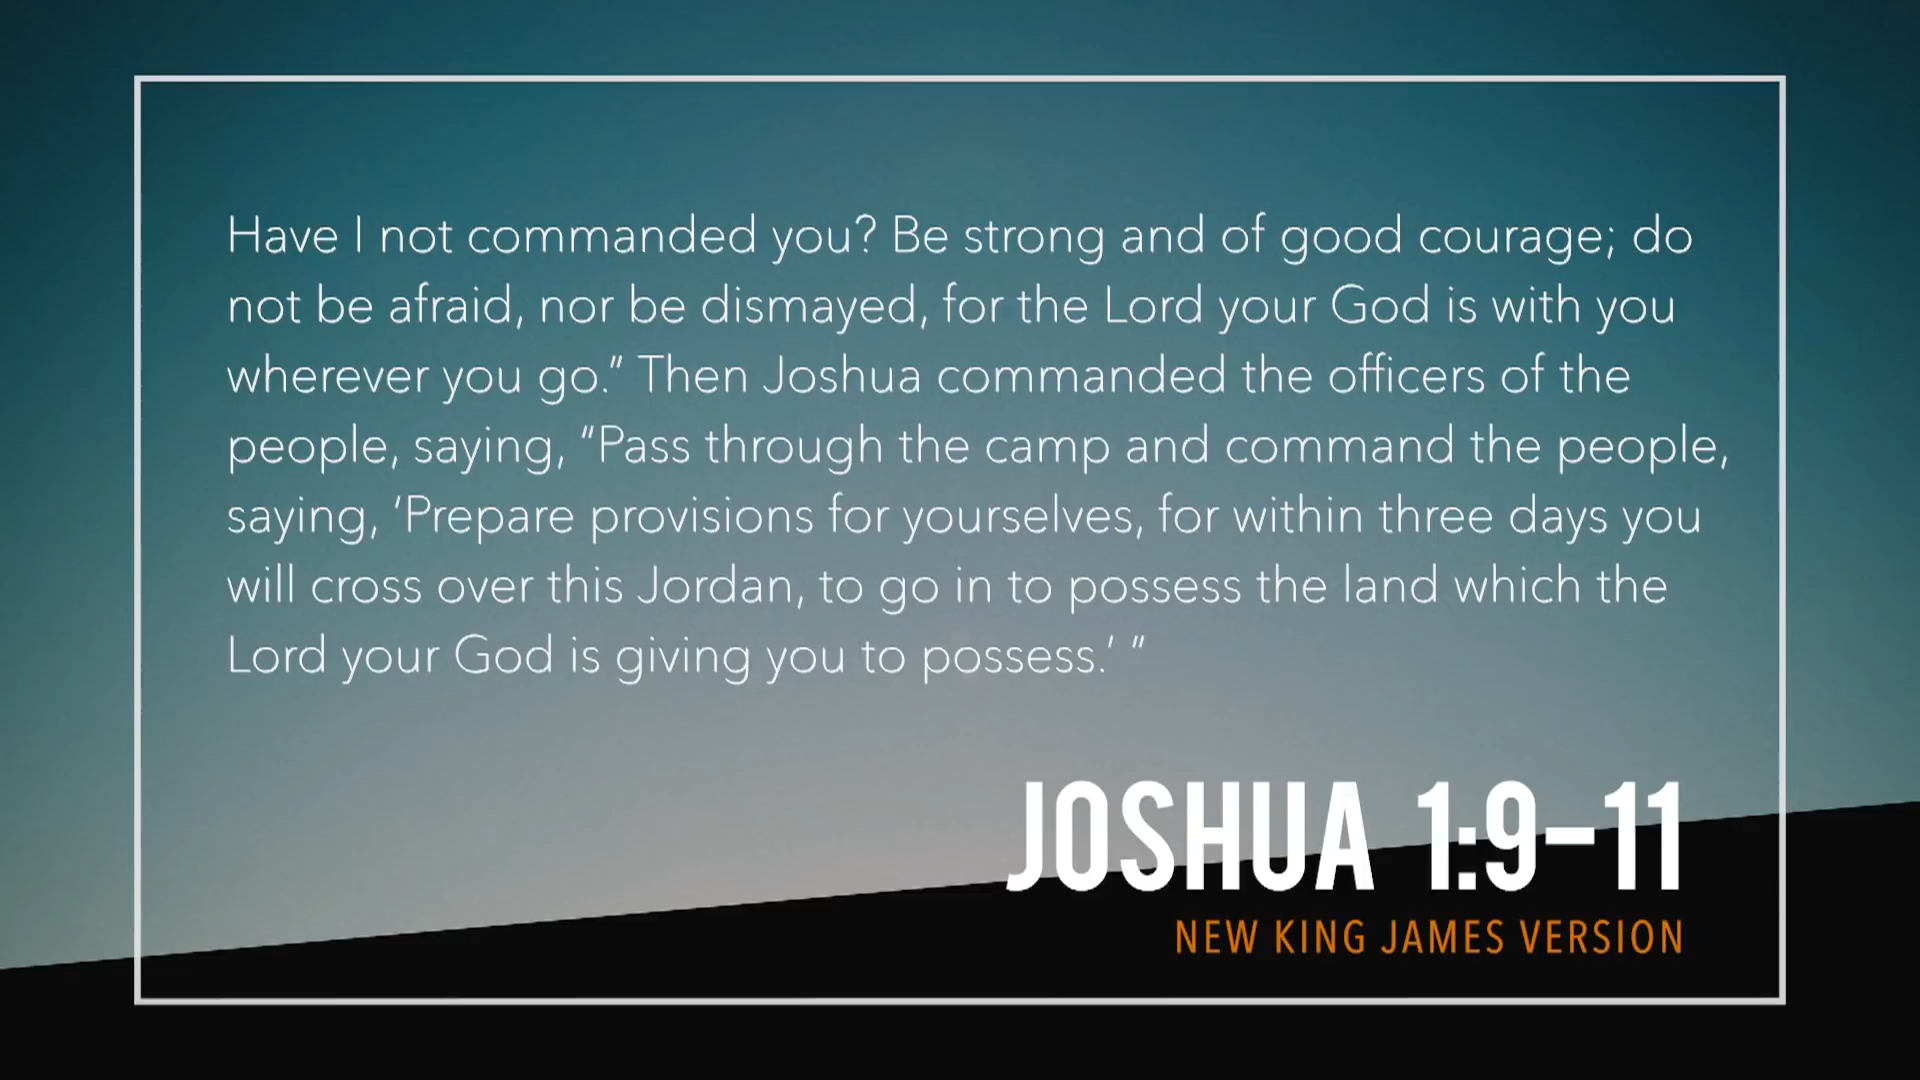 Have I not commanded you? Be strong and of good courage; do
not be afraid, nor be dismayed, for the Lord your God is with you
wherever you go.” Then Joshua commanded the officers of the
people, saying, “Pass through the camp and command the people,
saying, ‘Prepare provisions for yourselves, for within three days you
will cross over this Jordan, to go in to possess the land which the
Lord your God is giving you to possess.’ ”
JOSHUA 1:9–11
NEW KING JAMES VERSION